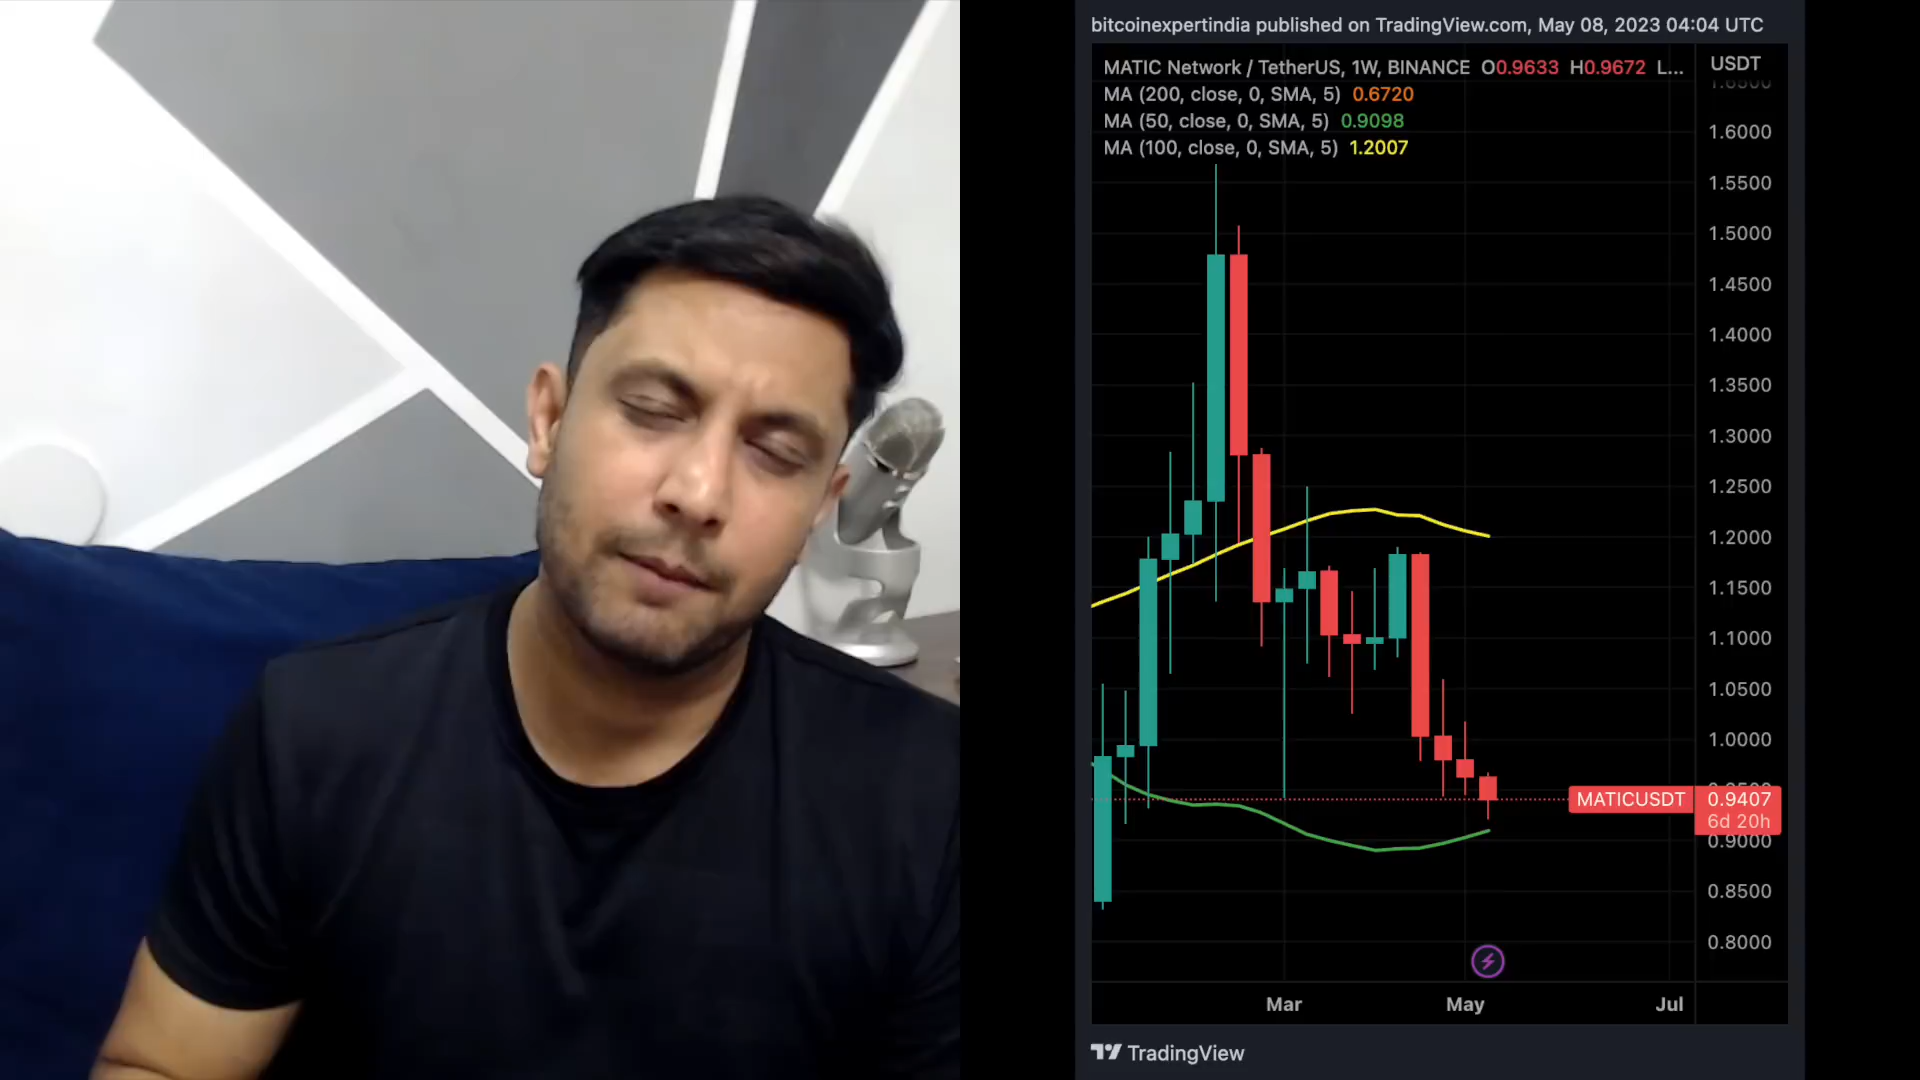 bitcoinexpertindia published on TradingView.com, May 08, 2023 04:04 UTC
MATIC Network / TetherUS, 1W, BINANCE O0.9633 H0.9672 L...
USDT
MA (200, close, 0, SMA, 5) 0.6720
MA (50, close, 0, SMA, 5) 0.9098
MA (100, close, 0, SMA, 5) 1.2007
1.6500
1.6000
1.5500
1.5000
1.4500
1.4000
1.3500
1.3000
1.2500
1.2000
1.1500
1.1000
1.0500
1.0000
MATICUSDT 0.9407
6d 20h
0.9000
0.8500
0.8000
Mar May Jul
TradingView